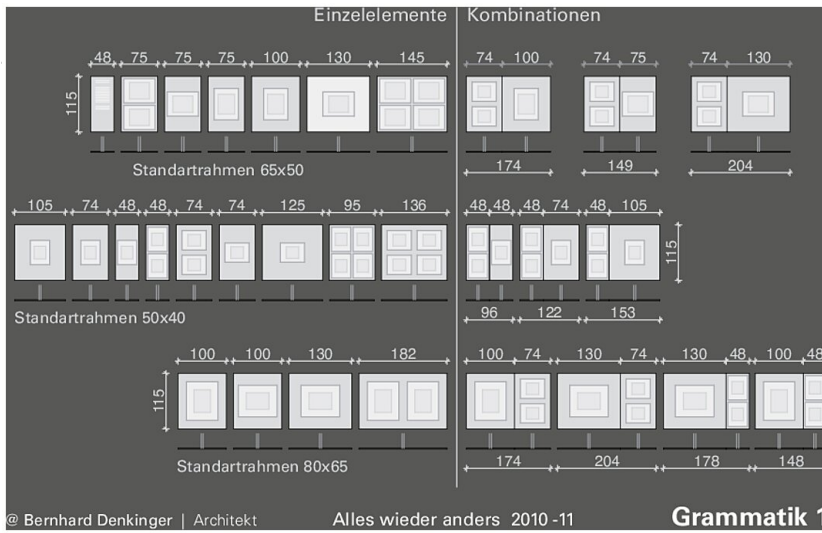 Einzelelemente Kombinationen
48 75 75 75 100 130 145 74 100 74 75 74 130
115
Standartrahmen 65x50 174 149 204
105 74 48 48 74 74 125 95 136 48 48 48 74 48 105
115
Standartrahmen 50x40 96 122 153
100 100 130 182 100 74 130 74 130 48 100 48
115
Standartrahmen 80x65 174 204 178 148
@ Bernhard Denkinger | Architekt Alles wieder anders 2010 -11 Grammatik 1